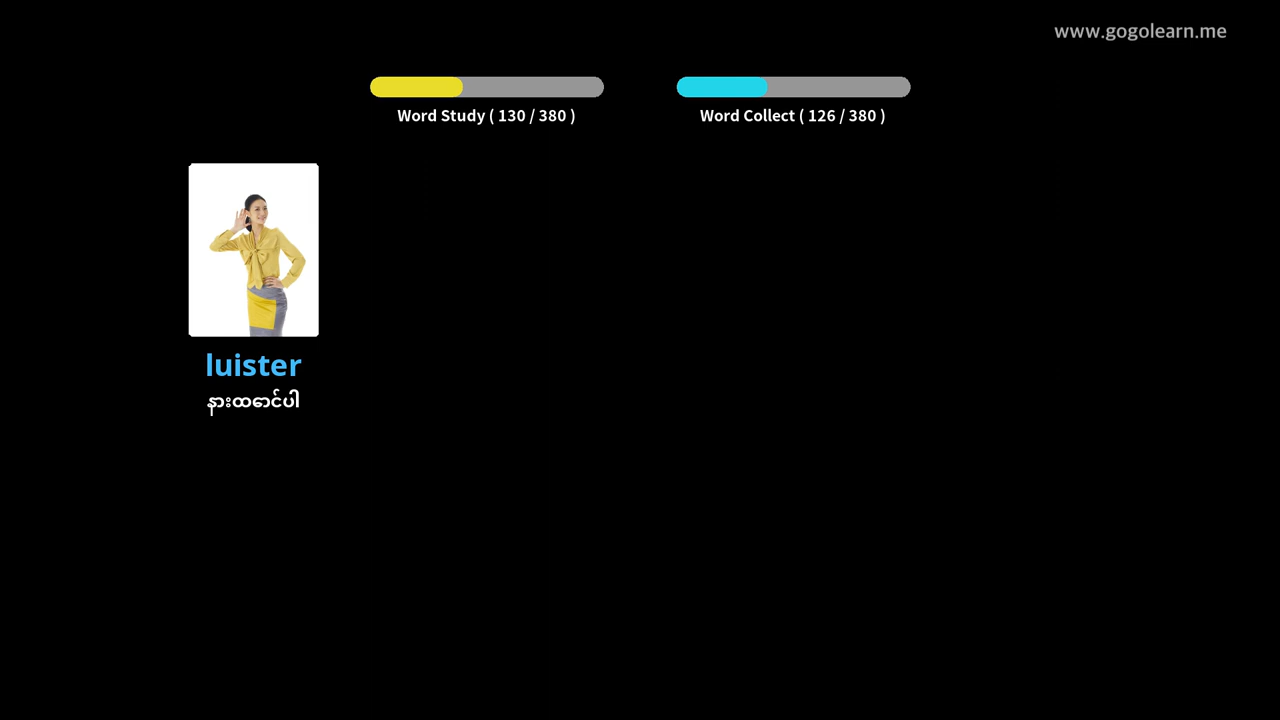 www.gogolearn.me
Word Study ( 130 / 380 )
Word Collect ( 126 / 380 )
luister
နားထောင်ပါ